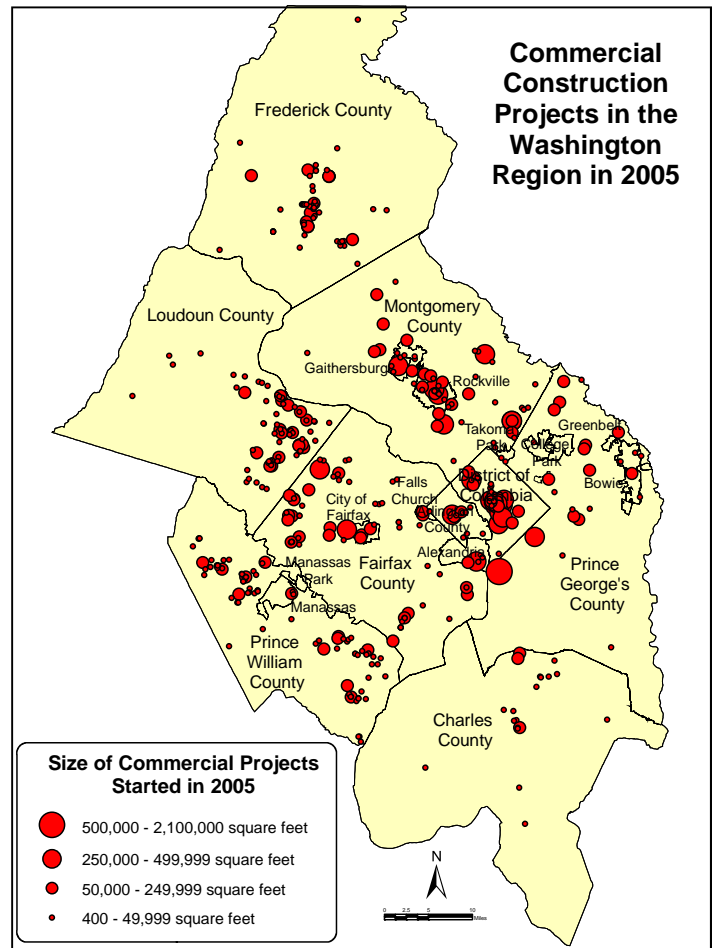 Commercial
Construction
Projects in the
Washington
Region in 2005
Frederick County
Loudoun County
Montgomery
County
Gaithersburg
Rockville
Takoma
Park
College
Park
Greenbelt
Bowie
District of
Columbia
Falls
Church
Arlington
County
City of
Fairfax
Alexandria
Fairfax
County
Manassas
Park
Manassas
Prince
George's
County
Prince
William
County
Charles
County
Size of Commercial Projects
Started in 2005
500,000 - 2,100,000 square feet
250,000 - 499,999 square feet
50,000 - 249,999 square feet
400 - 49,999 square feet
N
0 2.5 5 10
Miles